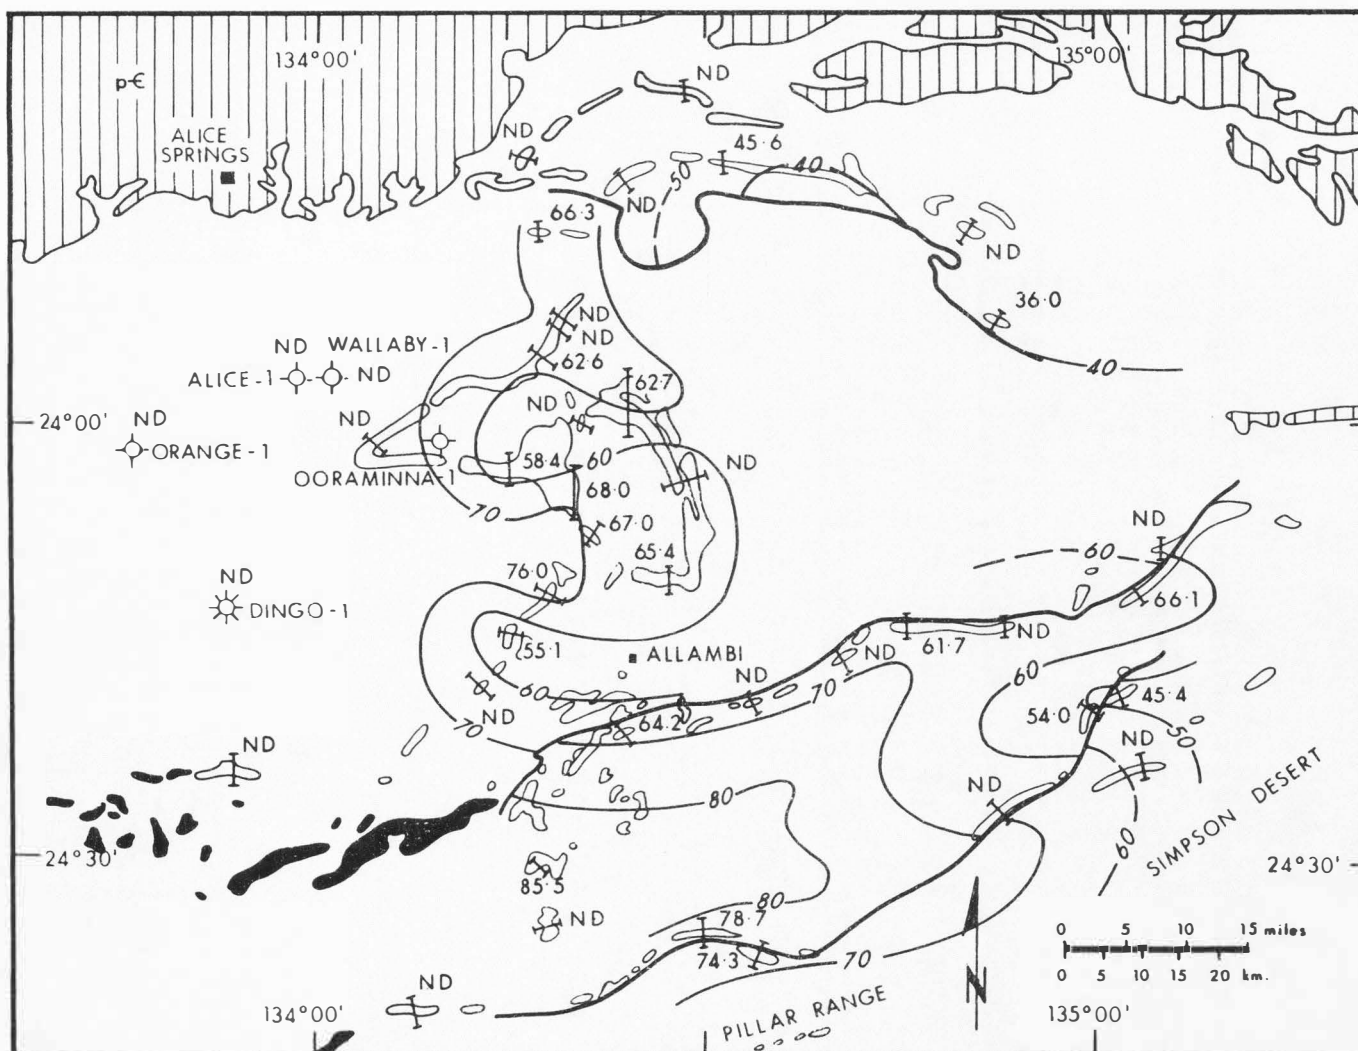 134°00'
135°00'
p-Є
ND
ALICE
SPRINGS
ND
45·6
40
50
ND
66·3
ND
36·0
ND
ND
62·6
ND WALLABY-1
ALICE-1 ND
62·7
40
ND
24°00'
ND
ND
ORANGE-1
58·4
60
ND
OORAMINNA-1
68·0
70
67·0
ND
65·4
60
76·0
ND
DINGO-1
66·1
55·1
ALLAMBI
61·7
ND
ND
60
ND
60
70
45·4
54·0
ND
64·2
70
50
ND
ND
ND
80
SIMPSON DESERT
60
24°30'
24°30'
85·5
80
ND
78·7
0 5 10 15 miles
74·3
70
0 5 10 15 20 km.
ND
N
134°00'
PILLAR RANGE
135°00'